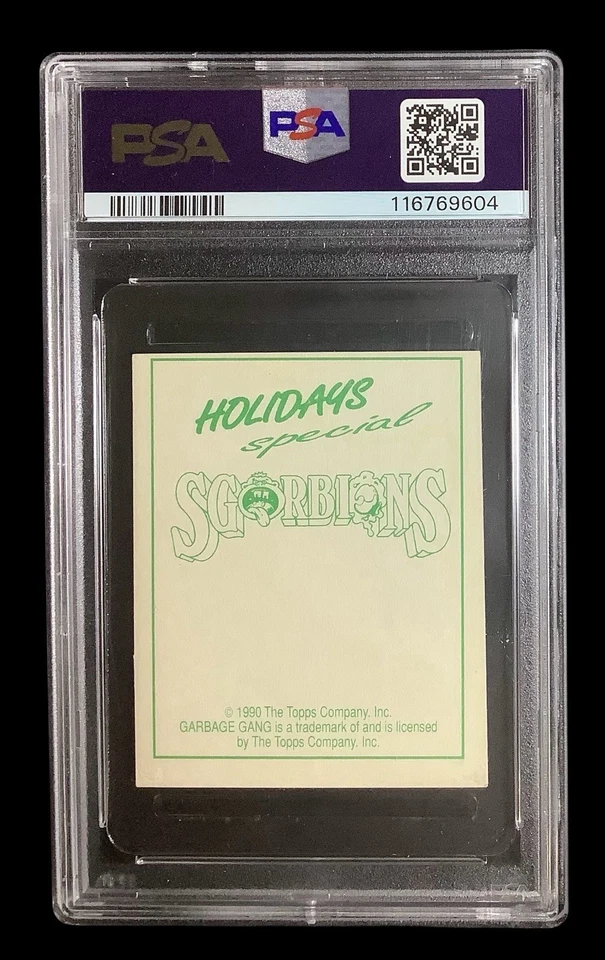 PSA
PSA
116769604
HOLIDAYS
special
SGORBIONS
© 1990 The Topps Company. Inc.
GARBAGE GANG is a trademark of and is licensed
by The Topps Company. Inc.